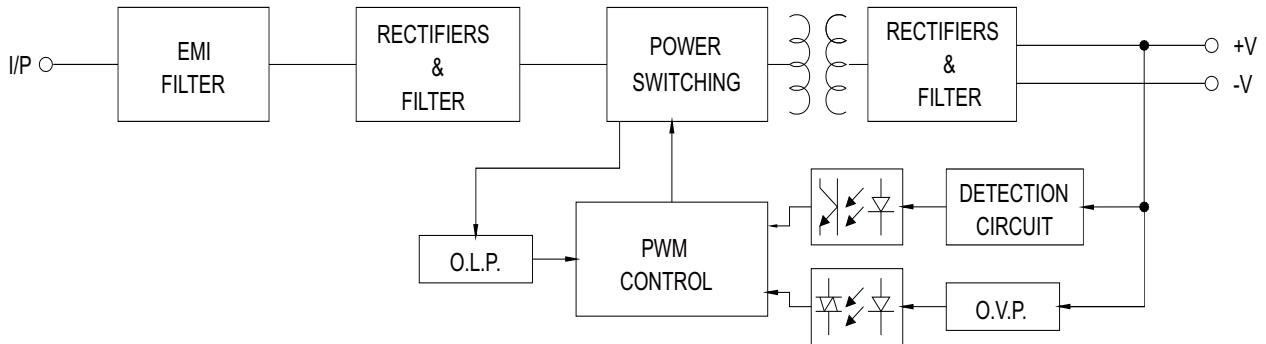 I/P
EMI
FILTER
RECTIFIERS
&
FILTER
POWER
SWITCHING
RECTIFIERS
&
FILTER
+V
-V
DETECTION
CIRCUIT
PWM
CONTROL
O.L.P.
O.V.P.